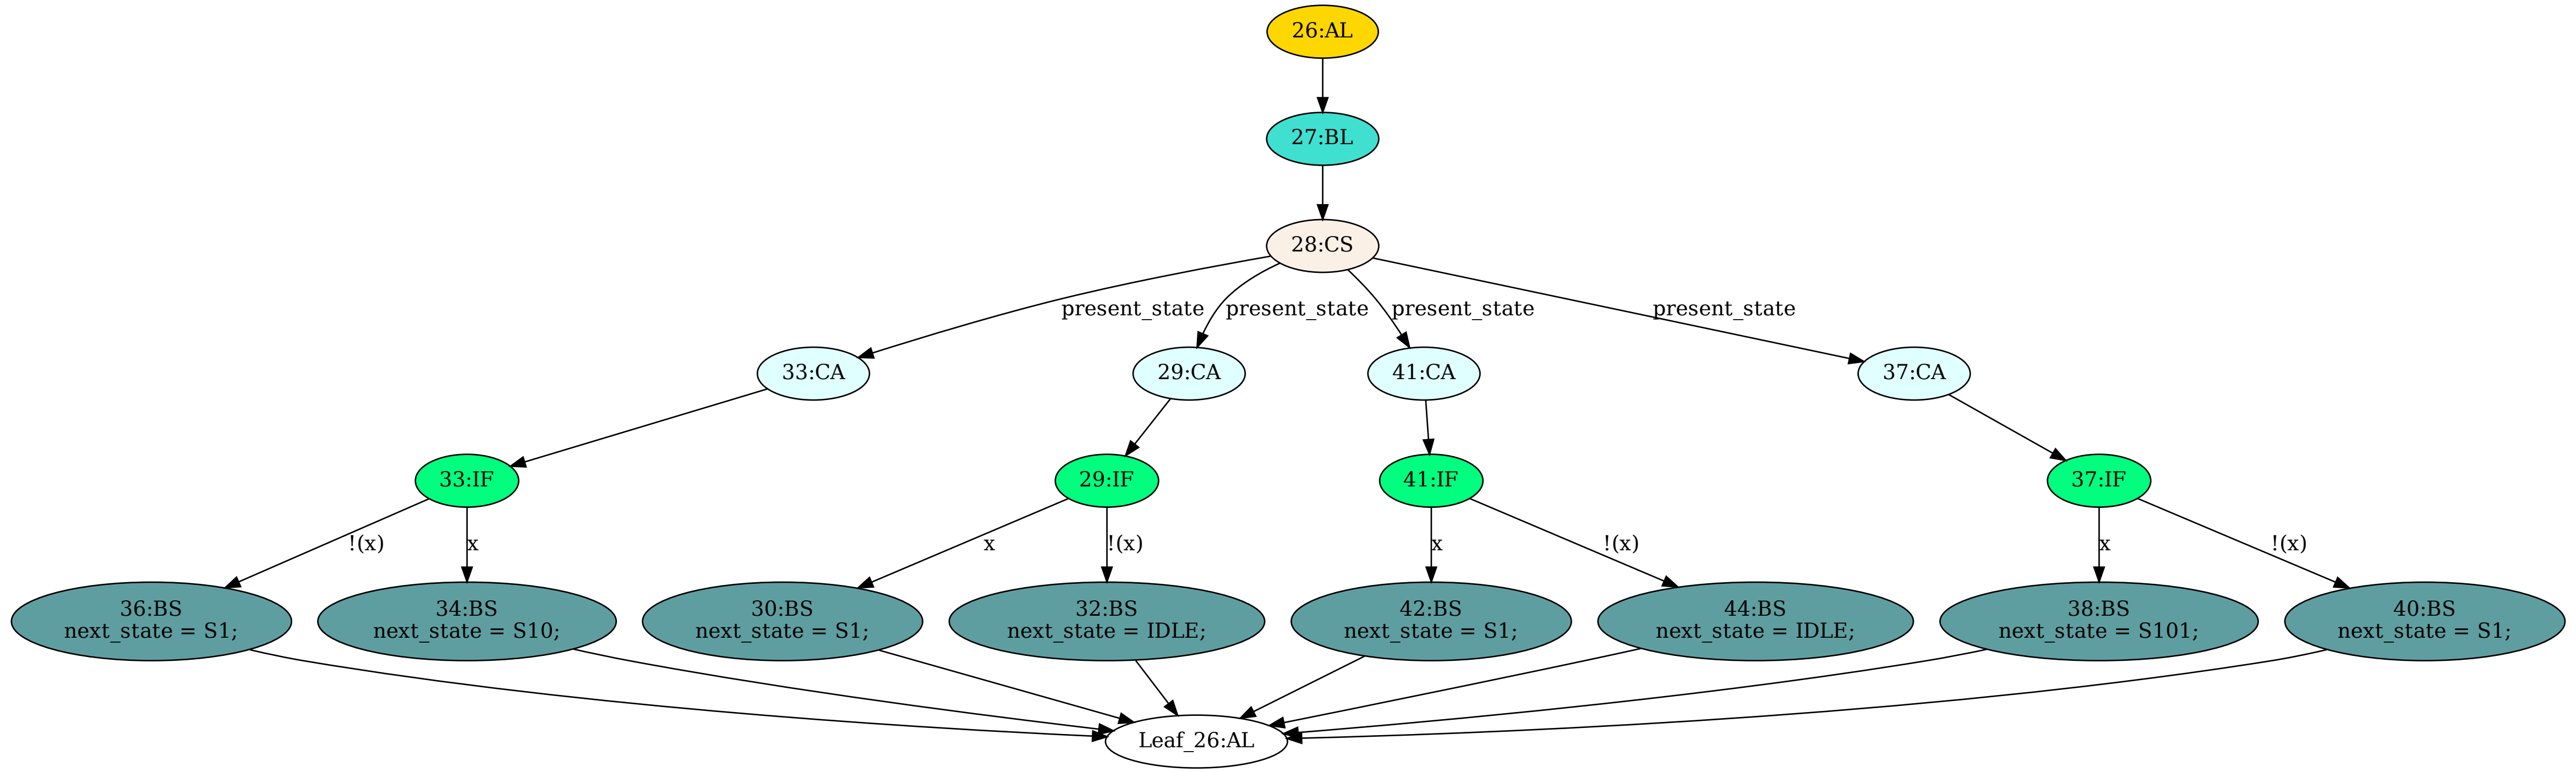 26:AL
27:BL
28:CS
present_state
present_state
present_state
present_state
33:CA
29:CA
41:CA
37:CA
33:IF
29:IF
41:IF
37:IF
!(x)
x
x
!(x)
x
!(x)
x
!(x)
36:BS
next_state = S1;
34:BS
next_state = S10;
30:BS
next_state = S1;
32:BS
next_state = IDLE;
42:BS
next_state = S1;
44:BS
next_state = IDLE;
38:BS
next_state = S101;
40:BS
next_state = S1;
Leaf_26:AL